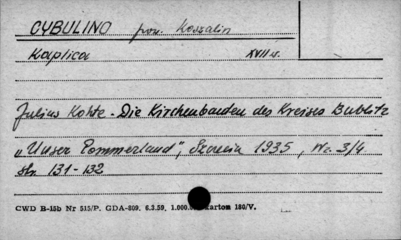 CYBULINO pow. Koszalin
Kaplica XVII w.
Julius Kohte - Die Kirchenbauten des Kreises Bublitz
„Unser Pommerland", Szczecin 1935, Nr. 3/4
str. 131-132
CWD B-15b Nr 515/P. GDA-809. 6.3.59. 1.000. karton 180/V.